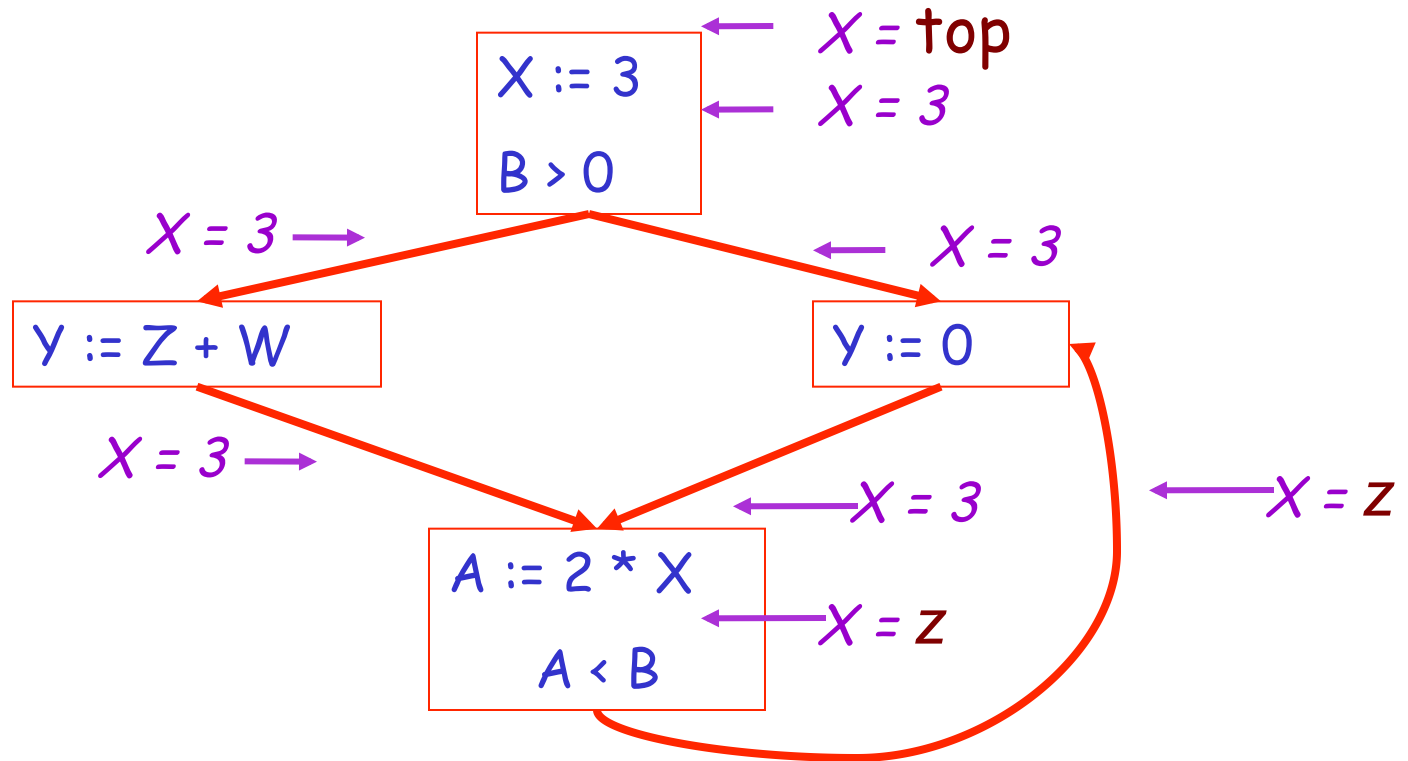 X = top
X := 3
X = 3
B > 0
X = 3
X = 3
Y := Z + W
Y := 0
X = 3
X = 3
X = z
A := 2 * X
X = z
A < B